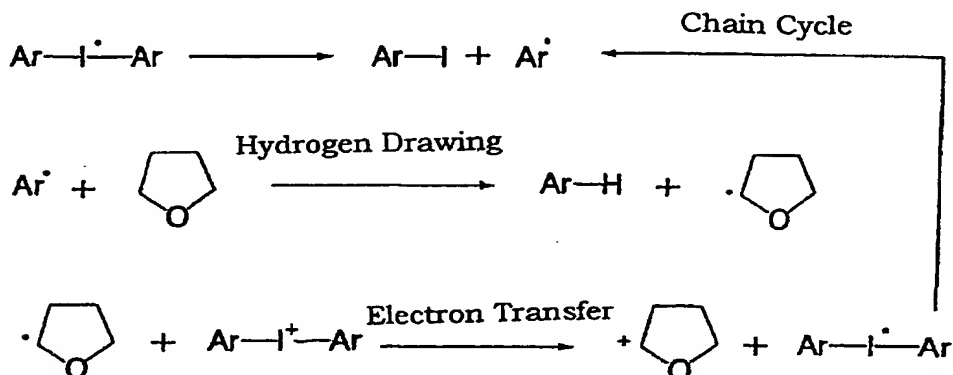 Chain Cycle
Ar—I•—Ar → Ar—I + Ar•
Hydrogen Drawing
Ar• + O → Ar—H + • O
Electron Transfer
• O + Ar—I+—Ar → + O + Ar—I•—Ar